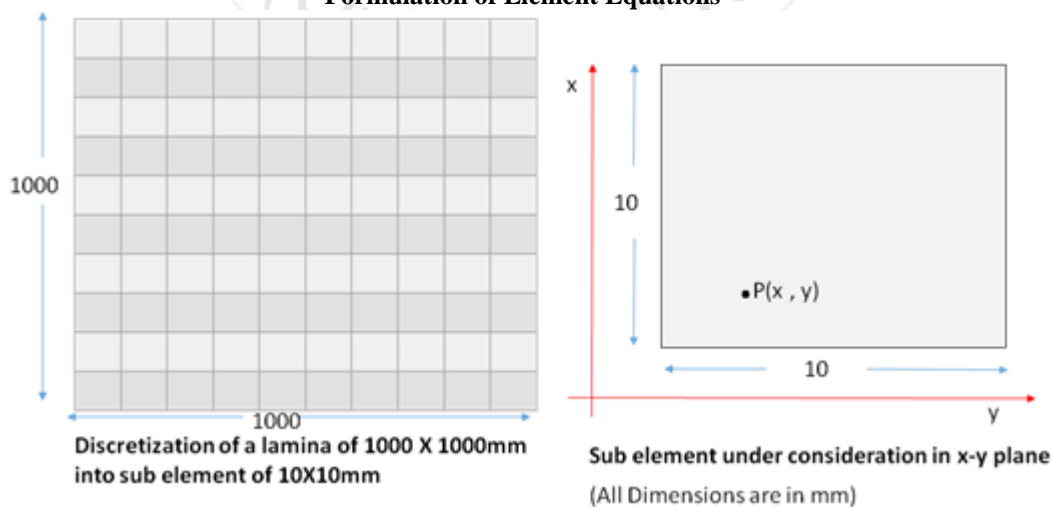 Formulation of Element Equations
1000
1000
Discretization of a lamina of 1000 X 1000mm
into sub element of 10X10mm
x
10
P(x , y)
10
y
Sub element under consideration in x-y plane
(All Dimensions are in mm)